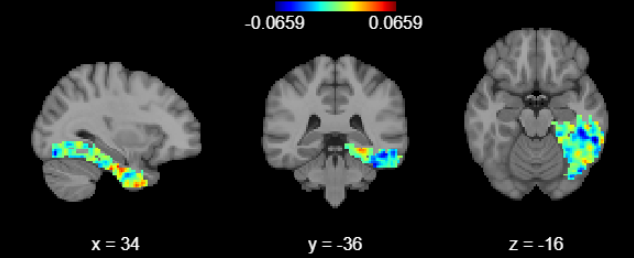 -0.0659 0.0659
x = 34 y = -36 z = -16